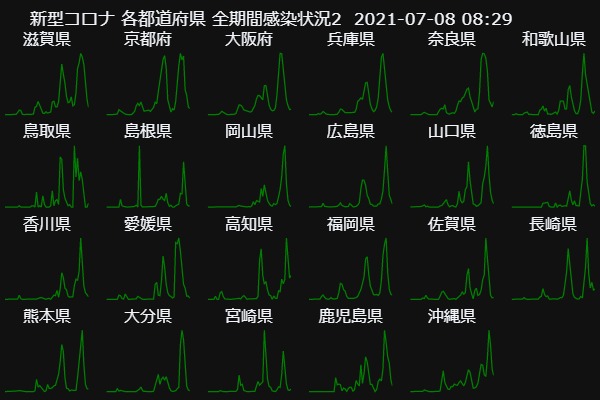 新型コロナ 各都道府県 全期間感染状況2 2021-07-08 08:29
滋賀県 京都府 大阪府 兵庫県 奈良県 和歌山県
鳥取県 島根県 岡山県 広島県 山口県 徳島県
香川県 愛媛県 高知県 福岡県 佐賀県 長崎県
熊本県 大分県 宮崎県 鹿児島県 沖縄県